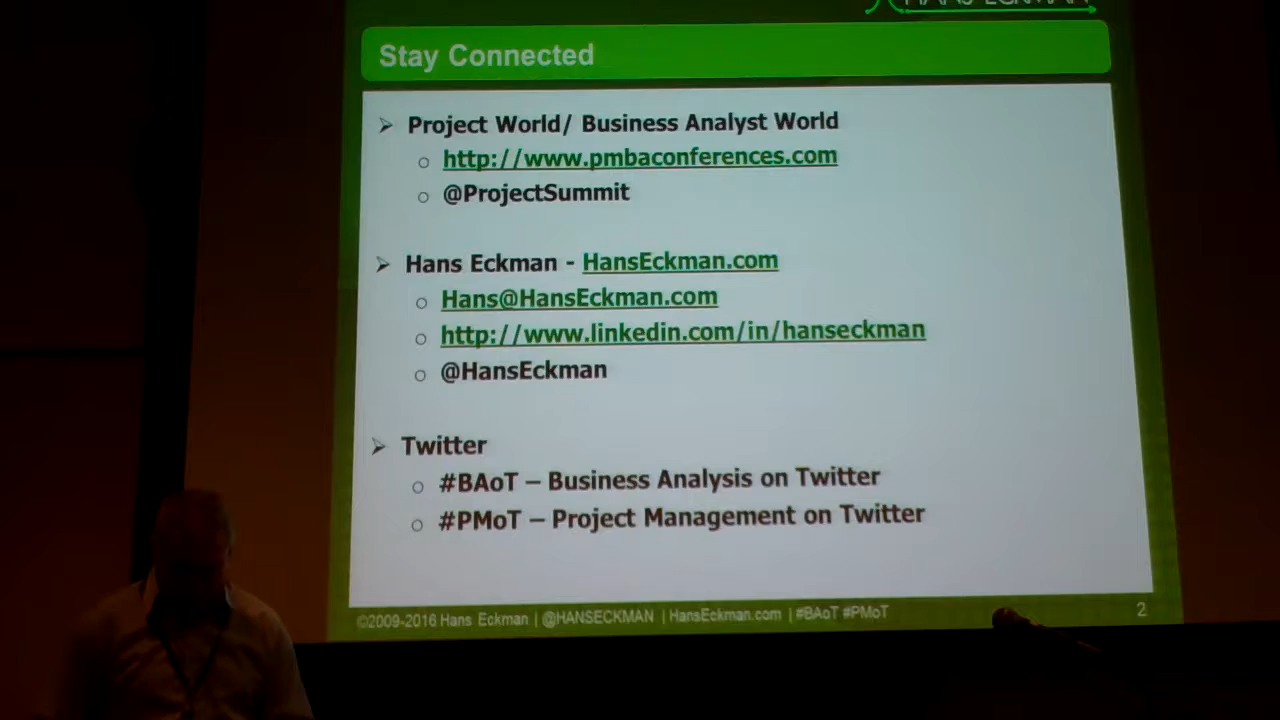 HANS ECKMAN
Stay Connected
Project World/ Business Analyst World
http://www.pmbaconferences.com
@ProjectSummit
Hans Eckman - HansEckman.com
Hans@HansEckman.com
http://www.linkedin.com/in/hanseckman
@HansEckman
Twitter
#BAoT – Business Analysis on Twitter
#PMoT – Project Management on Twitter
©2009-2016 Hans Eckman | @HANSECKMAN | HansEckman.com | #BAoT #PMoT
2